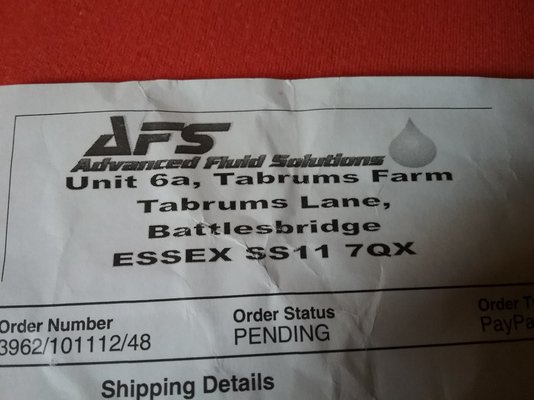 AFS
Advanced Fluid Solutions
Unit 6a, Tabrums Farm
Tabrums Lane,
Battlesbridge
ESSEX SS11 7QX
Order Number Order Status Order
3962/101112/48 PENDING
Shipping Details